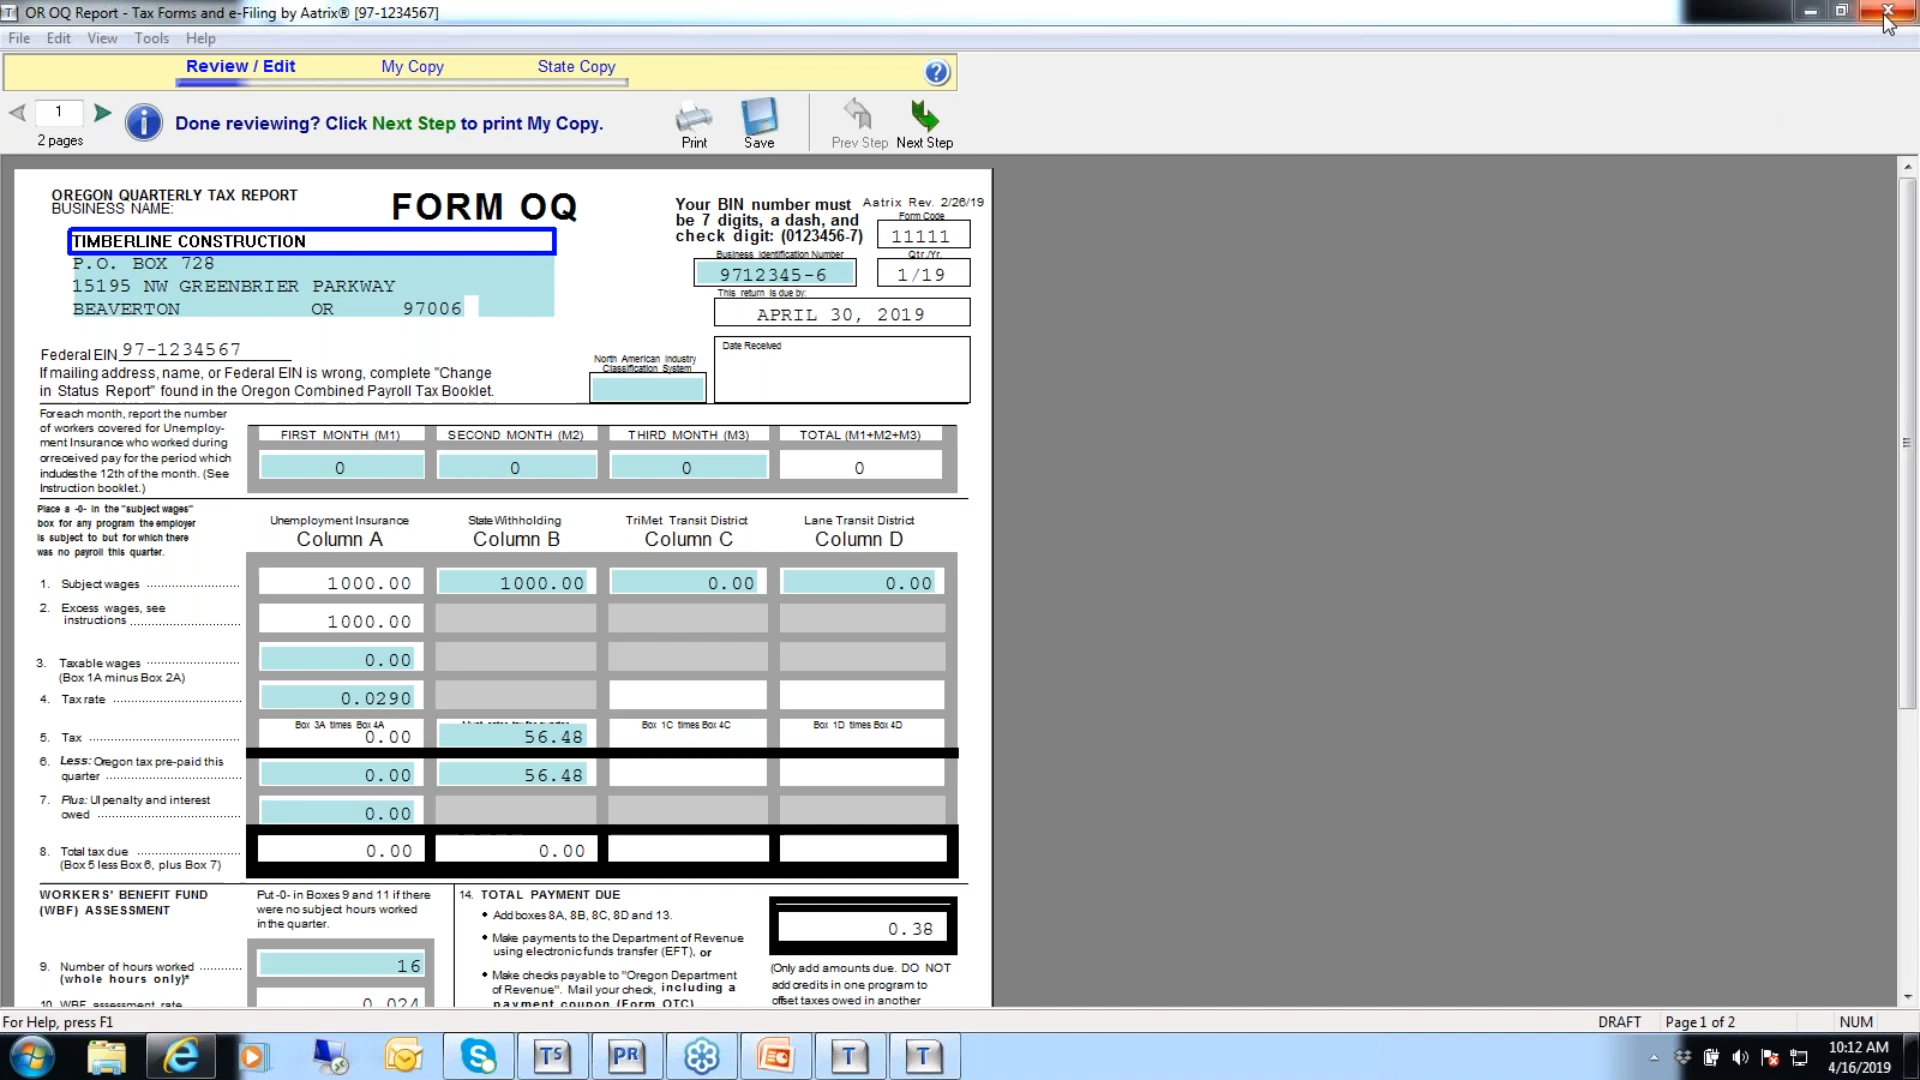 OR OQ Report - Tax Forms and e-Filing by Aatrix® [97-1234567]
File Edit View Tools Help
Review / Edit My Copy State Copy
1
2 pages
Done reviewing? Click Next Step to print My Copy.
Print Save Prev Step Next Step
OREGON QUARTERLY TAX REPORT
BUSINESS NAME:
FORM OQ
Your BIN number must
be 7 digits, a dash, and
check digit: (0123456-7)
Aatrix Rev. 2/26/19
Form Code
11111
TIMBERLINE CONSTRUCTION
P.O. BOX 728
15195 NW GREENBRIER PARKWAY
BEAVERTON OR 97006
Business Identification Number
9712345-6
Qtr./Yr.
1/19
This return is due by:
APRIL 30, 2019
Federal EIN 97-1234567
If mailing address, name, or Federal EIN is wrong, complete "Change
in Status Report" found in the Oregon Combined Payroll Tax Booklet.
North American Industry
Classification System
Date Received
For each month, report the number
of workers covered for Unemploy-
ment Insurance who worked during
or received pay for the period which
includes the 12th of the month. (See
Instruction booklet.)
FIRST MONTH (M1) SECOND MONTH (M2) THIRD MONTH (M3) TOTAL (M1+M2+M3)
0 0 0 0
Place a -0- in the "subject wages"
box for any program the employer
is subject to but for which there
was no payroll this quarter.
Unemployment Insurance State Withholding TriMet Transit District Lane Transit District
Column A Column B Column C Column D
1. Subject wages 1000.00 1000.00 0.00 0.00
2. Excess wages, see
instructions 1000.00
3. Taxable wages 0.00
(Box 1A minus Box 2A)
4. Tax rate 0.0290
Box 3A times Box 4A Box 1C times Box 4C Box 1D times Box 4D
5. Tax 0.00 56.48
6. Less: Oregon tax pre-paid this
quarter 0.00 56.48
7. Plus: UI penalty and interest
owed 0.00
8. Total tax due 0.00 0.00
(Box 5 less Box 6, plus Box 7)
WORKERS' BENEFIT FUND
(WBF) ASSESSMENT
Put -0- in Boxes 9 and 11 if there
were no subject hours worked
in the quarter.
9. Number of hours worked 16
(whole hours only)*
10. WBF assessment rate 0.024
14. TOTAL PAYMENT DUE
• Add boxes 8A, 8B, 8C, 8D and 13.
• Make payments to the Department of Revenue
using electronic funds transfer (EFT), or
• Make checks payable to "Oregon Department
of Revenue". Mail your check, including a
payment coupon (Form OTC)
0.38
(Only add amounts due. DO NOT
add credits in one program to
offset taxes owed in another
For Help, press F1 DRAFT Page 1 of 2 NUM
TS PR T T
10:12 AM
4/16/2019